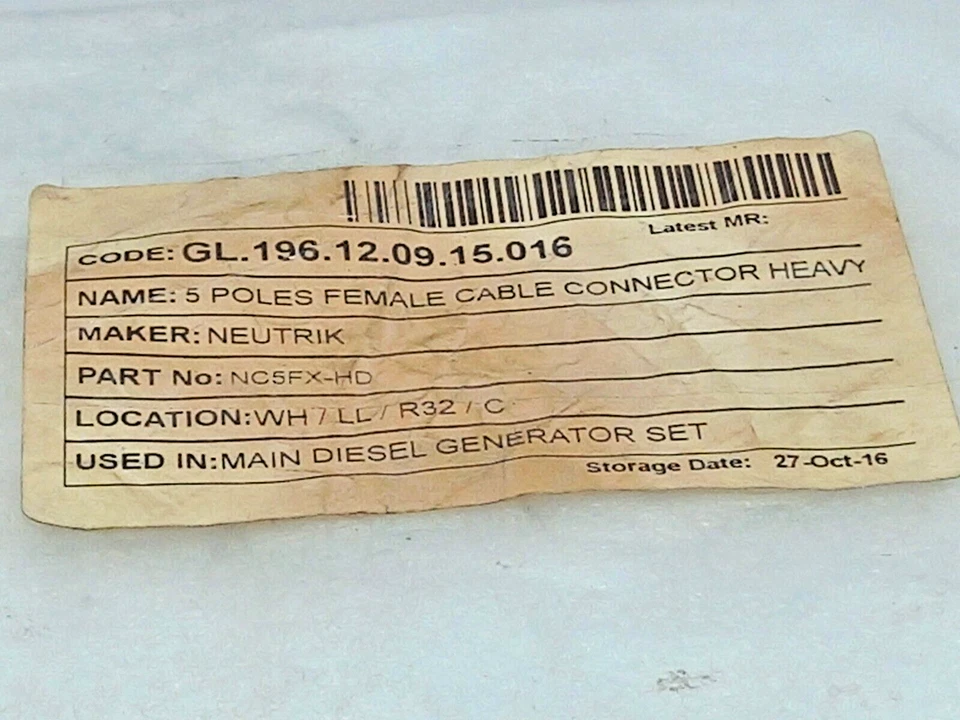 Latest MR:
CODE: GL.196.12.09.15.016
NAME: 5 POLES FEMALE CABLE CONNECTOR HEAVY
MAKER: NEUTRIK
PART No: NC5FX-HD
LOCATION:WH / LL / R32 / C
USED IN:MAIN DIESEL GENERATOR SET
Storage Date: 27-Oct-16